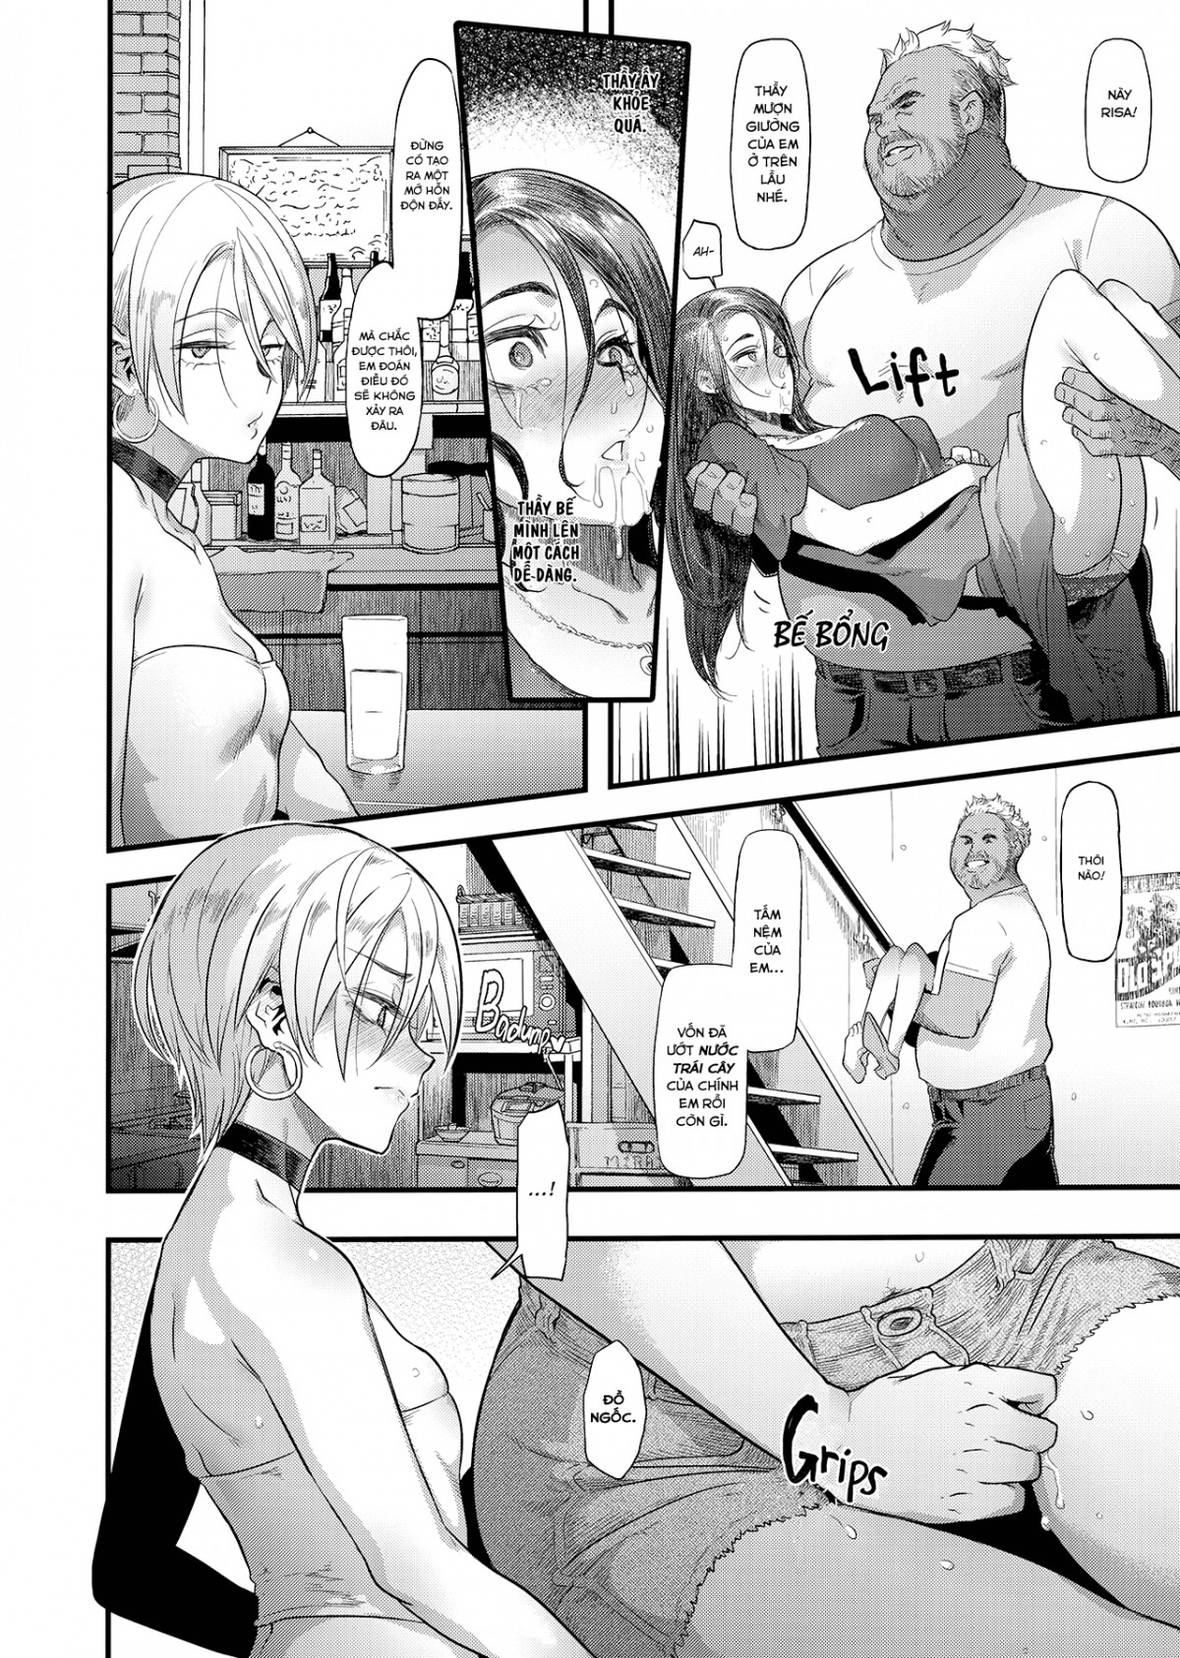 NÀY
RISA!
THẦY
MƯỢN
GIƯỜNG
CỦA EM
Ở TRÊN
LẦU
NHÉ.
AH-
Lift
BẾ BỔNG
THẦY ẤY
KHỎE
QUÁ.
THẦY BẾ
MÌNH LÊN
MỘT CÁCH
DỄ DÀNG.
ĐỪNG
CÓ TẠO
RA MỘT
MỚ HỖN
ĐỘN ĐẤY.
MÀ CHẮC
ĐƯỢC THÔI,
EM ĐOÁN
ĐIỀU ĐÓ
SẼ KHÔNG
XẢY RA
ĐÂU.
THÔI
NÀO!
TẤM
NỆM
CỦA
EM...
VỐN ĐÃ
ƯỚT NƯỚC
TRÁI CÂY
CỦA CHÍNH
EM RỒI
CÒN GÌ.
Badump
...!
ĐỒ
NGỐC.
Grips